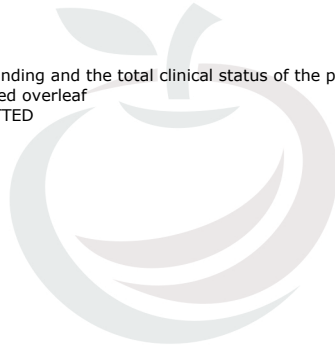 nding and the total clinical status of the p
ed overleaf
TED